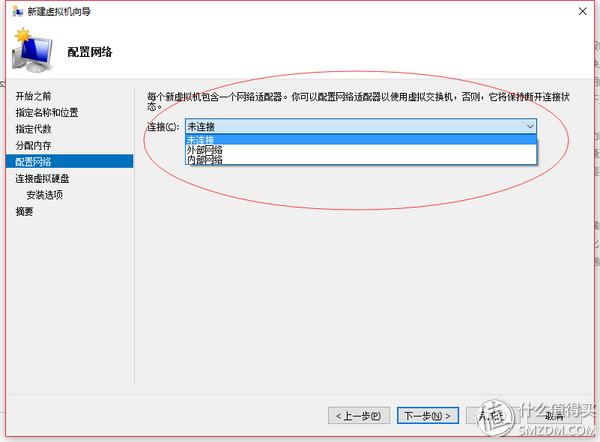 新建虚拟机向导
配置网络
开始之前
指定名称和位置
指定代数
分配内存
配置网络
连接虚拟硬盘
安装选项
摘要
每个新虚拟机包含一个网络适配器。你可以配置网络适配器以使用虚拟交换机，否则，它将保持断开连接状
态。
连接(C): 未连接
未连接
外部网络
内部网络
< 上一步(P) 下一步(N) > 取消
值 什么值得买
SMZDM.COM